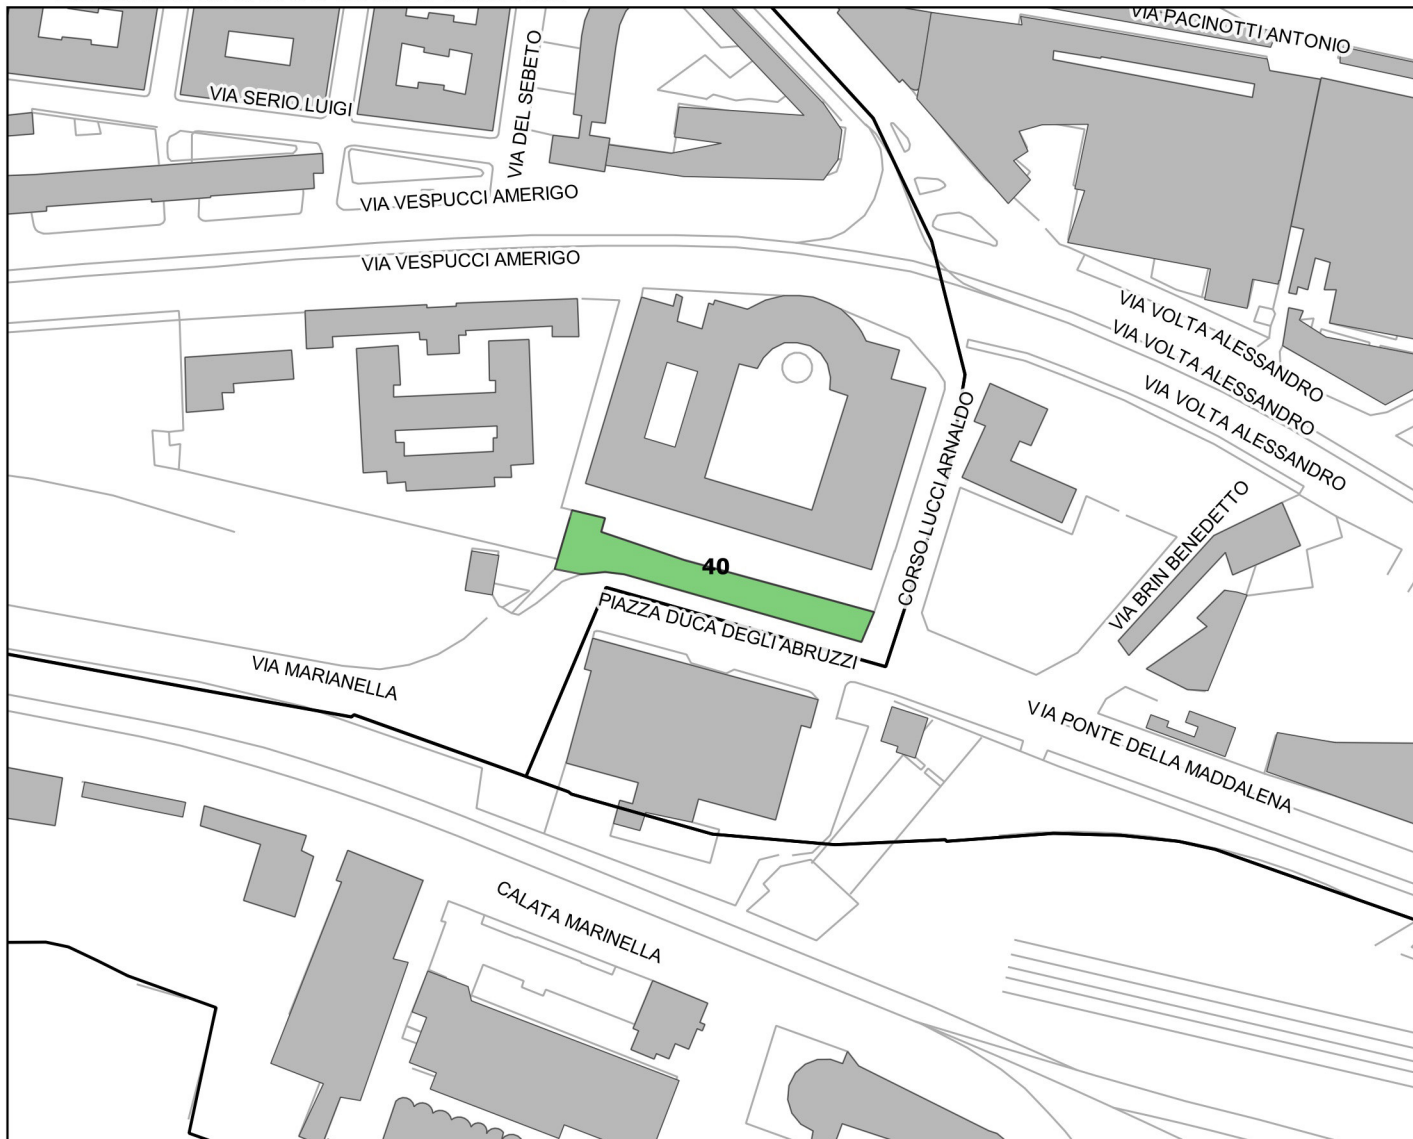 VIA PACINOTTI ANTONIO
VIA SERIO LUIGI
VIA DEL SEBETO
VIA VESPUCCI AMERIGO
VIA VESPUCCI AMERIGO
VIA VOLTA ALESSANDRO
VIA VOLTA ALESSANDRO
VIA VOLTA ALESSANDRO
CORSO LUCCI ARNALDO
VIA BRIN BENEDETTO
40
PIAZZA DUCA DEGLI ABRUZZI
VIA MARIANELLA
VIA PONTE DELLA MADDALENA
CALATA MARINELLA